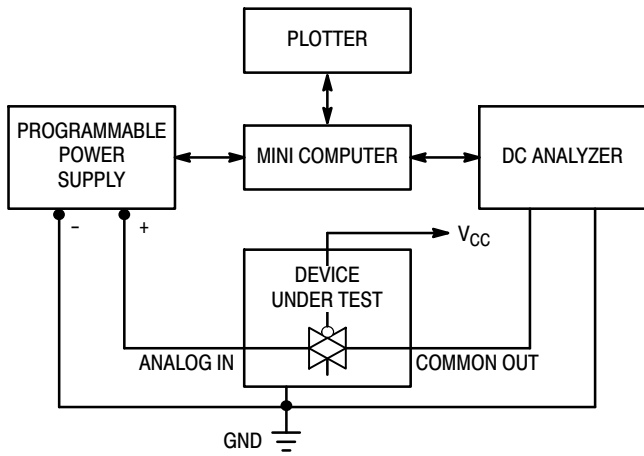 PLOTTER
PROGRAMMABLE
POWER
SUPPLY
MINI COMPUTER
DC ANALYZER
– +
VCC
DEVICE
UNDER TEST
ANALOG IN
COMMON OUT
GND